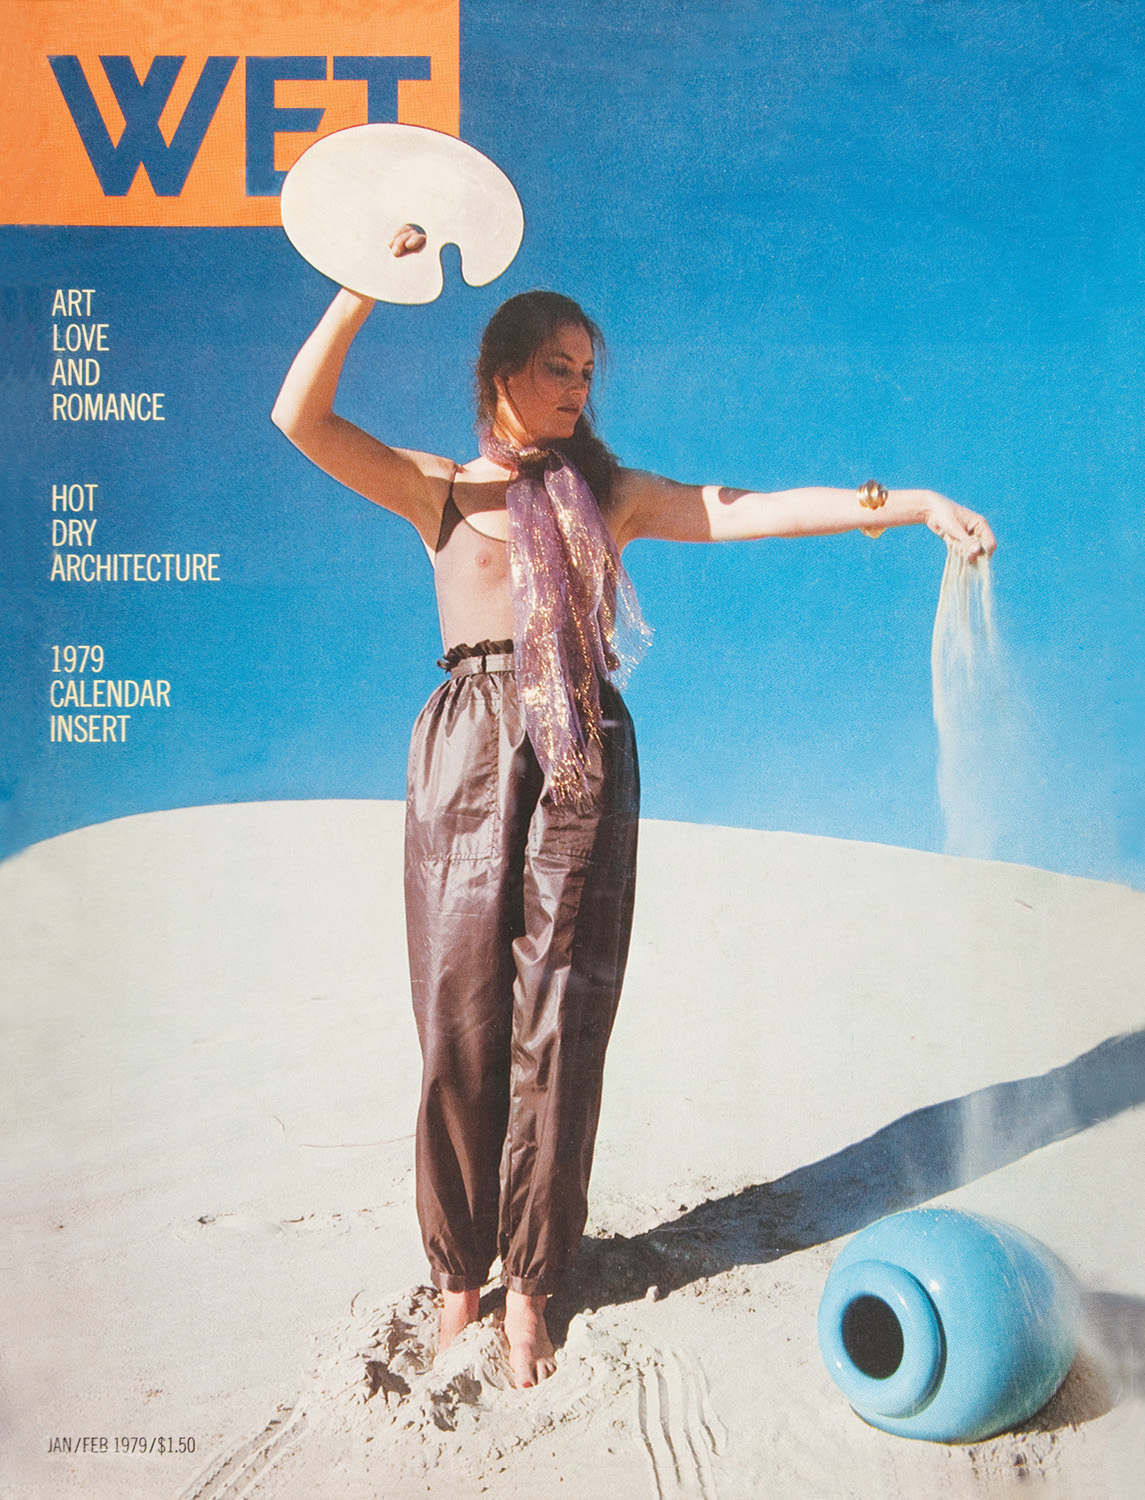 WET
ART
LOVE
AND
ROMANCE
HOT
DRY
ARCHITECTURE
1979
CALENDAR
INSERT
JAN/FEB 1979/$1.50